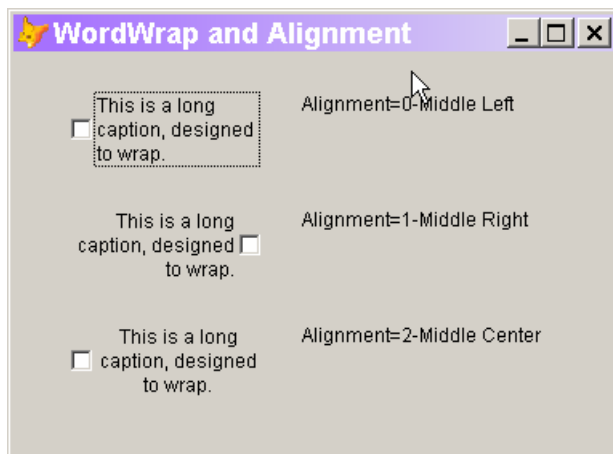 WordWrap and Alignment
This is a long
caption, designed
to wrap.
Alignment=0-Middle Left
This is a long
caption, designed
to wrap.
Alignment=1-Middle Right
This is a long
caption, designed
to wrap.
Alignment=2-Middle Center